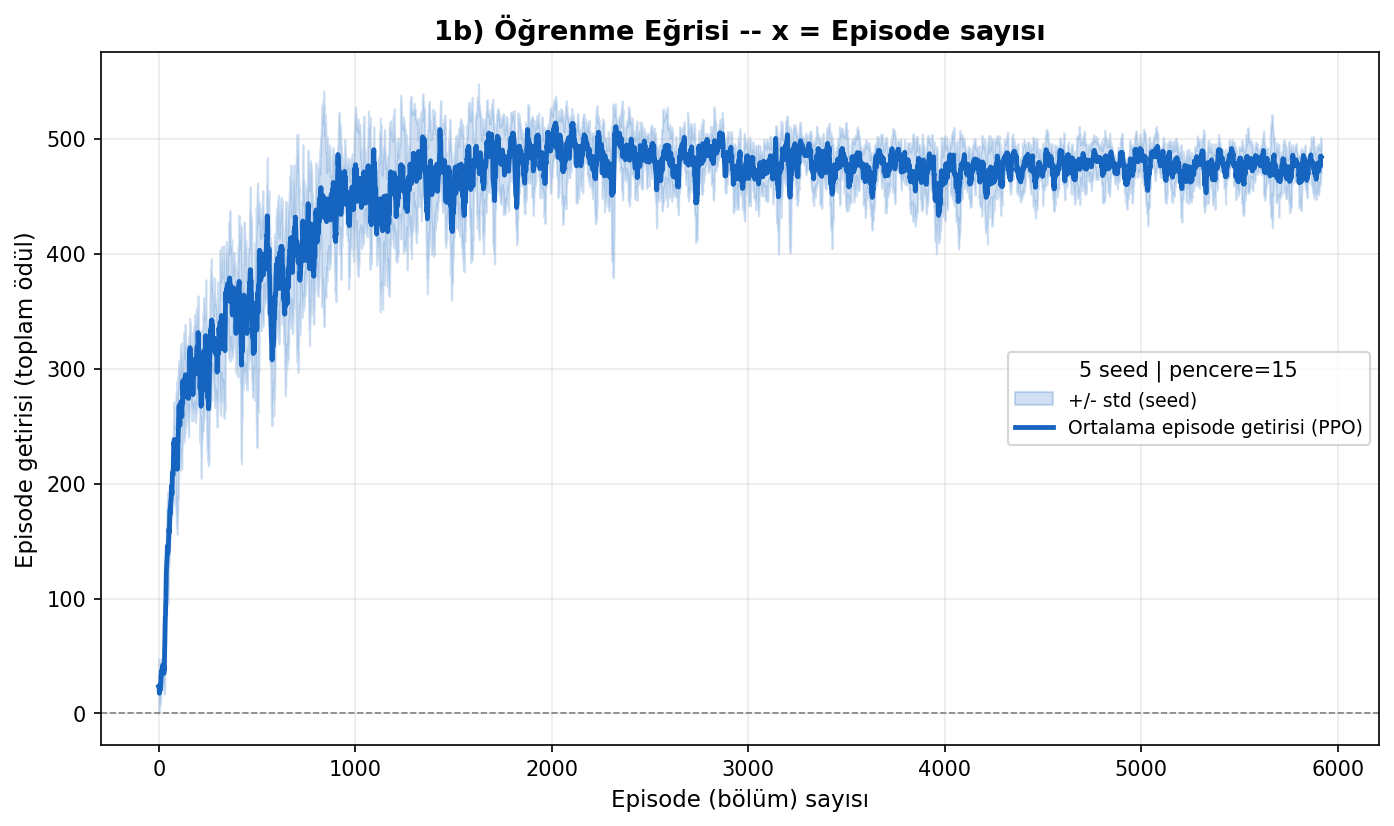 1b) Öğrenme Eğrisi -- x = Episode sayısı
Episode getirisi (toplam ödül)
500
400
300
200
100
0
5 seed | pencere=15
+/- std (seed)
Ortalama episode getirisi (PPO)
0 1000 2000 3000 4000 5000 6000
Episode (bölüm) sayısı